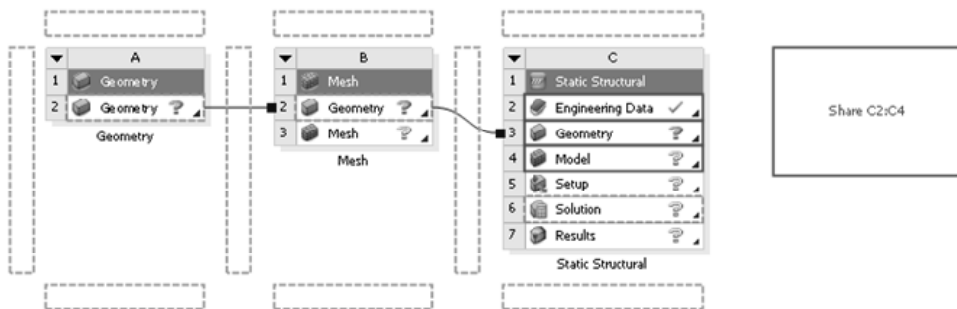 A
1 Geometry
2 Geometry ?
Geometry
B
1 Mesh
2 Geometry ?
3 Mesh ?
Mesh
C
1 Static Structural
2 Engineering Data ✓
3 Geometry ?
4 Model ?
5 Setup ?
6 Solution ?
7 Results ?
Static Structural
Share C2:C4